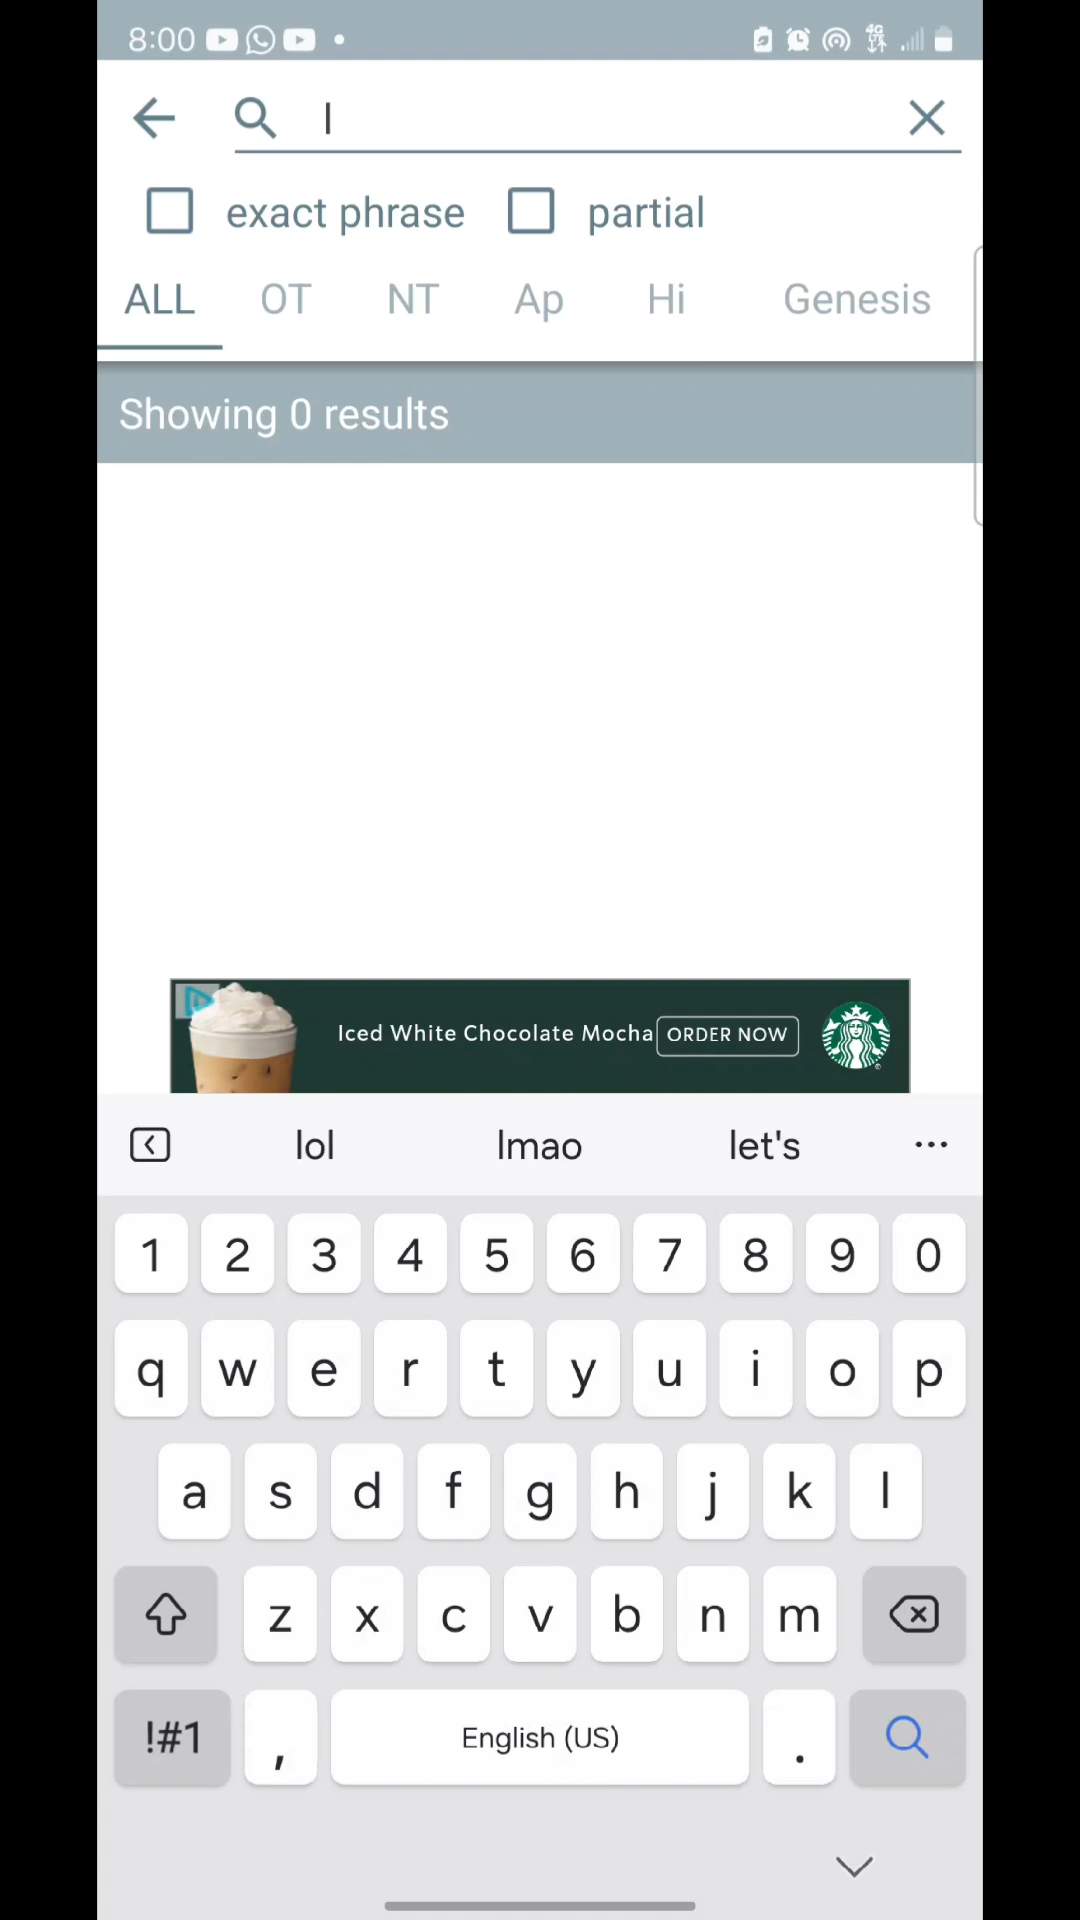 8:00 4G
l
exact phrase partial
ALL OT NT Ap Hi Genesis
Showing 0 results
Iced White Chocolate Mocha ORDER NOW
lol lmao let's ...
1 2 3 4 5 6 7 8 9 0
q w e r t y u i o p
a s d f g h j k l
z x c v b n m
!#1 , English (US) .